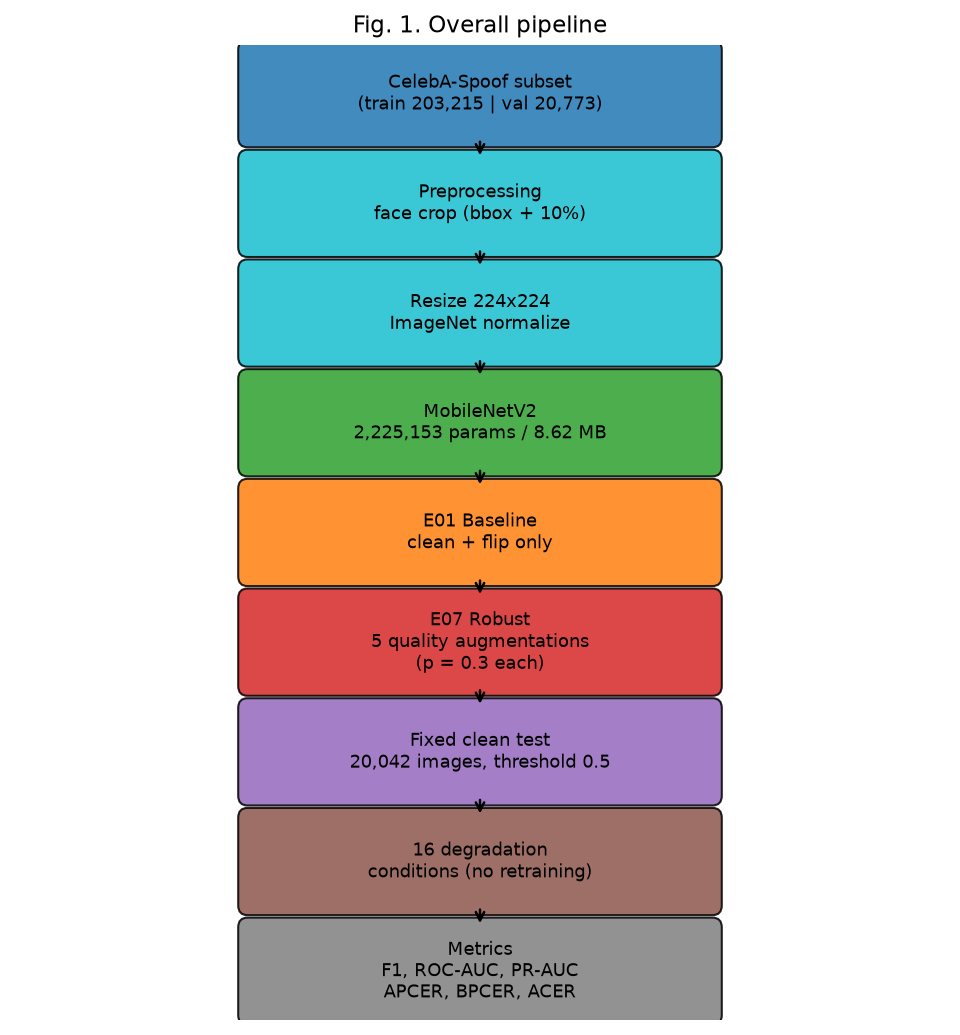 Fig. 1. Overall pipeline
CelebA-Spoof subset
(train 203,215 | val 20,773)
Preprocessing
face crop (bbox + 10%)
Resize 224x224
ImageNet normalize
MobileNetV2
2,225,153 params / 8.62 MB
E01 Baseline
clean + flip only
E07 Robust
5 quality augmentations
(p = 0.3 each)
Fixed clean test
20,042 images, threshold 0.5
16 degradation
conditions (no retraining)
Metrics
F1, ROC-AUC, PR-AUC
APCER, BPCER, ACER